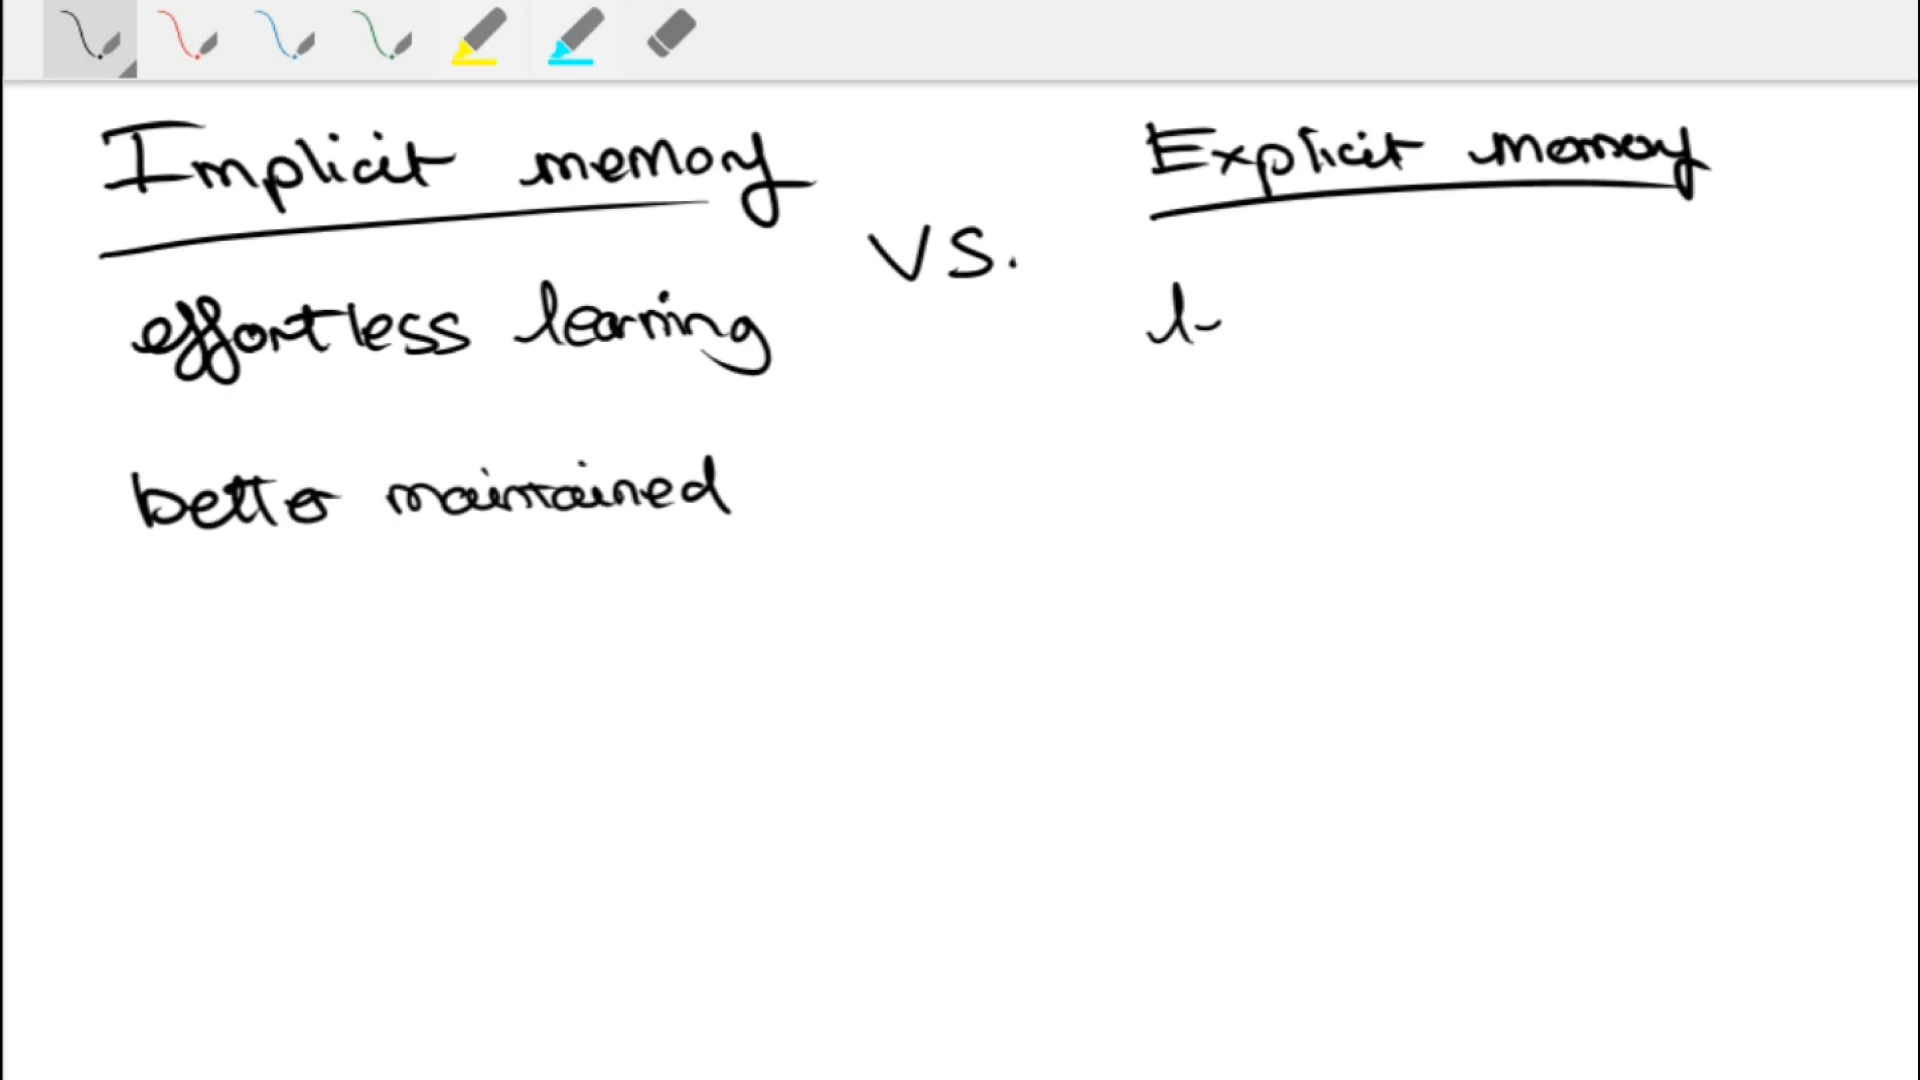 Implicit memory
vs.
Explicit memory
effortless learning
better maintained